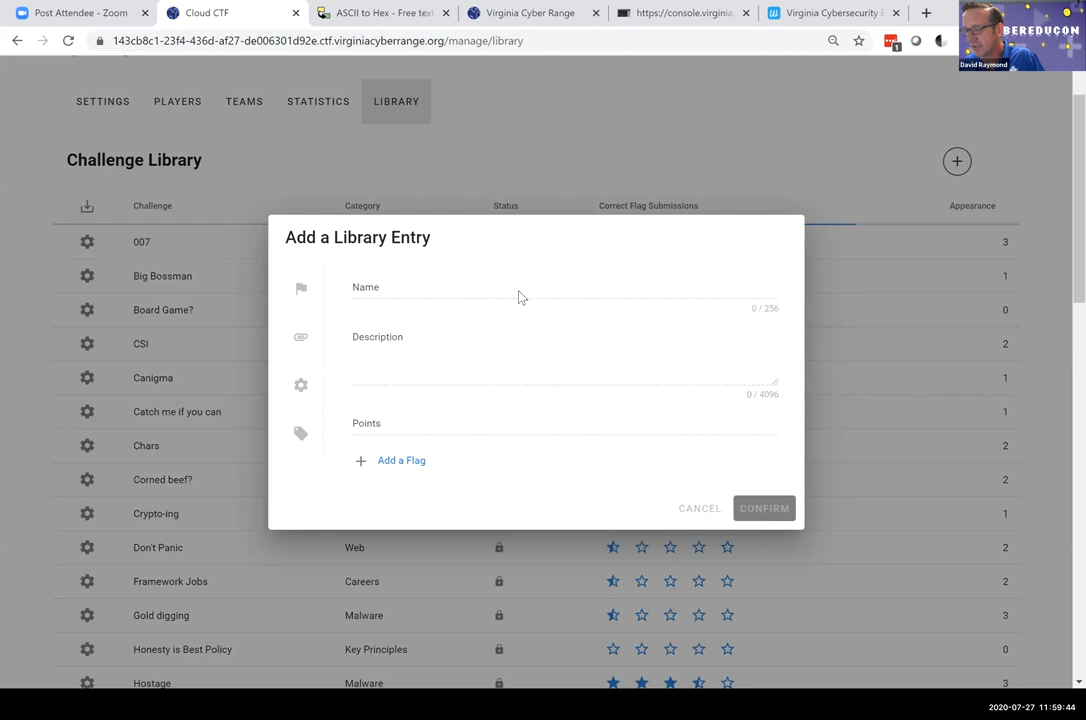 Post Attendee - Zoom
Cloud CTF
ASCII to Hex - Free text
Virginia Cyber Range
https://console.virginia
Virginia Cybersecurity E
143cb8c1-23f4-436d-af27-de006301d92e.ctf.virginiacyberrange.org/manage/library
1
BEREDUCON
David Raymond
SETTINGS PLAYERS TEAMS STATISTICS LIBRARY
Challenge Library
Challenge Category Status Correct Flag Submissions Appearance
007 3
Big Bossman 1
Board Game? 0
CSI 2
Canigma 1
Catch me if you can 1
Chars 2
Corned beef? 2
Crypto-ing 1
Don't Panic Web 2
Framework Jobs Careers 2
Gold digging Malware 3
Honesty is Best Policy Key Principles 0
Hostage Malware 3
Add a Library Entry
Name
0 / 256
Description
0 / 4096
Points
Add a Flag
CANCEL CONFIRM
2020-07-27 11:59:44